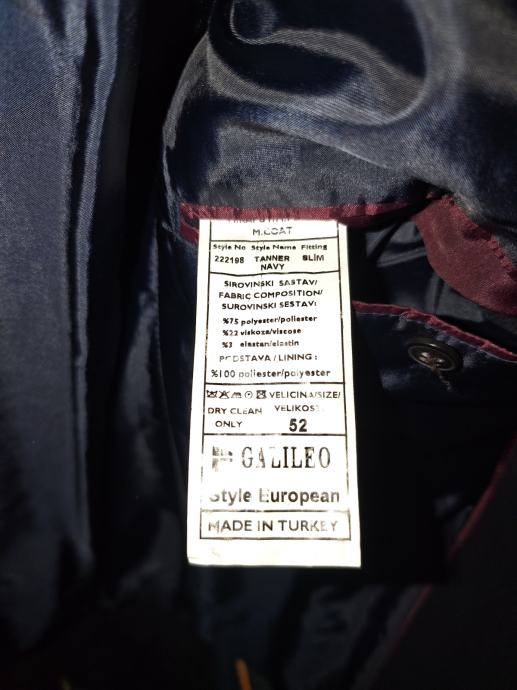 M.COAT
Style No Style Name Fitting
222198 TANNER NAVY SLİM
SIROVINSKI SASTAV/
FABRIC COMPOSITION/
SUROVINSKI SESTAV:
%75 polyester/poliester
%22 viskoza/viscose
%3 elastan/elastin
PODSTAVA / LINING :
%100 poliester/polyester
VELICINA/SIZE/
DRY CLEAN ONLY
VELIKOST
52
GALILEO
Style European
MADE IN TURKEY